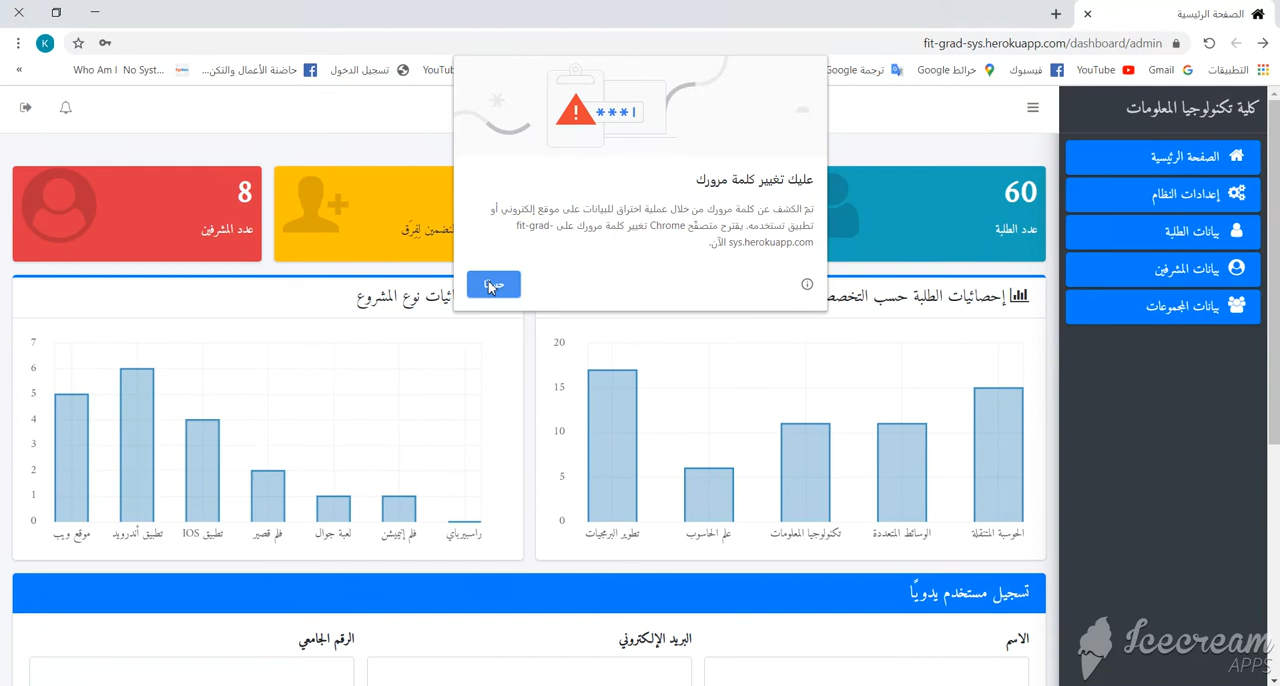 الصفحة الرئيسية
K
fit-grad-sys.herokuapp.com/dashboard/admin
التطبيقات
Gmail
YouTube
فيسبوك
خرائط Google
ترجمة Google
YouTu
تسجيل الدخول
حاضنة الأعمال والتكن...
Who Am I | No Syst...
«
كلية تكنولوجيا المعلومات
الصفحة الرئيسية
إعدادات النظام
بيانات الطلبة
بيانات المشرفين
بيانات المجموعات
60
عدد الطلبة
8
عدد المشرفين
***
عليك تغيير كلمة مرورك
تمّ الكشف عن كلمة مرورك من خلال عملية اختراق للبيانات على موقع إلكتروني أو
تطبيق تستخدمه. يقترح متصفّح Chrome تغيير كلمة مرورك على fit-grad-
sys.herokuapp.com الآن.
إحصائيات الطلبة حسب
20
15
10
5
0
تطوير البرمجيات
علم الحاسوب
تكنولوجيا المعلومات
الوسائط المتعددة
الحوسبة المتنقلة
نوع المشروع
7
6
5
4
3
2
1
0
موقع ويب
تطبيق أندرويد
تطبيق IOS
فلم قصير
لعبة جوال
فلم إنيميشن
راسبيرباي
تسجيل مستخدم يدويًا
الاسم
البريد الإلكتروني
الرقم الجامعي
Icecream
APPS